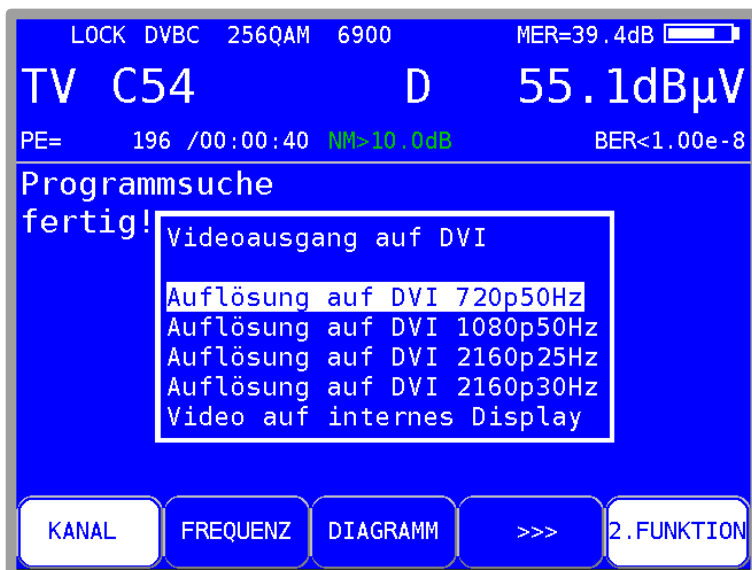 LOCK DVBC 256QAM 6900 MER=39.4dB
TV C54 D 55.1dBµV
PE= 196 /00:00:40 NM>10.0dB BER<1.00e-8
Programmsuche
fertig!
Videoausgang auf DVI
Auflösung auf DVI 720p50Hz
Auflösung auf DVI 1080p50Hz
Auflösung auf DVI 2160p25Hz
Auflösung auf DVI 2160p30Hz
Video auf internes Display
KANAL FREQUENZ DIAGRAMM >>> 2.FUNKTION